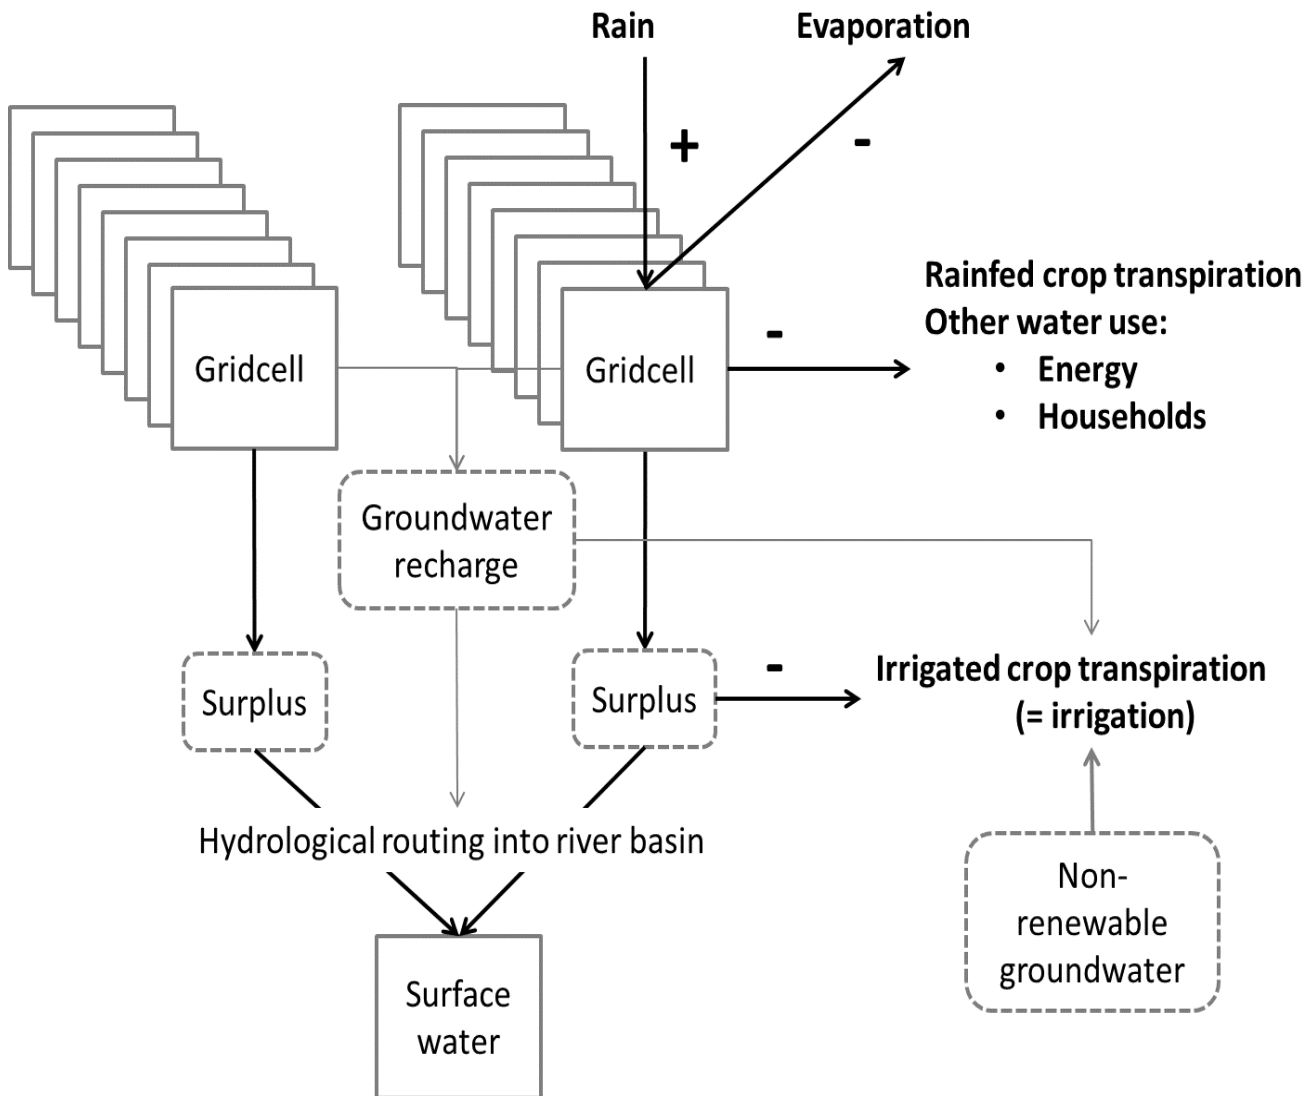 Rain
Evaporation
+
-
Rainfed crop transpiration
Other water use:
• Energy
• Households
-
Gridcell
Gridcell
Groundwater
recharge
Surplus
Surplus
-
Irrigated crop transpiration
(= irrigation)
Hydrological routing into river basin
Non-
renewable
groundwater
Surface
water